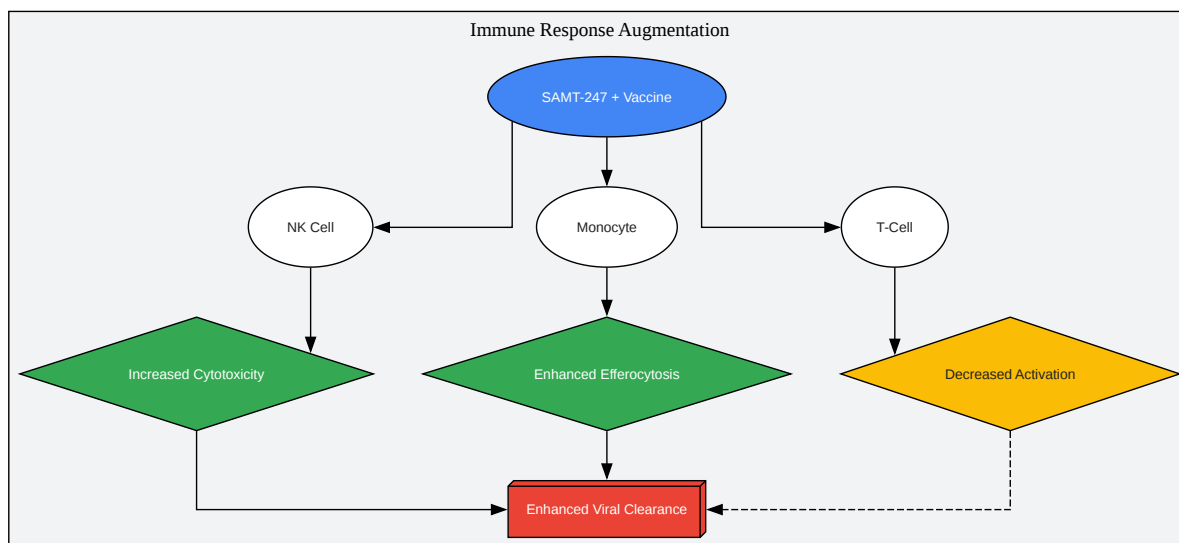 Immune Response Augmentation
SAMT-247 + Vaccine
NK Cell
Monocyte
T-Cell
Increased Cytotoxicity
Enhanced Efferocytosis
Decreased Activation
Enhanced Viral Clearance